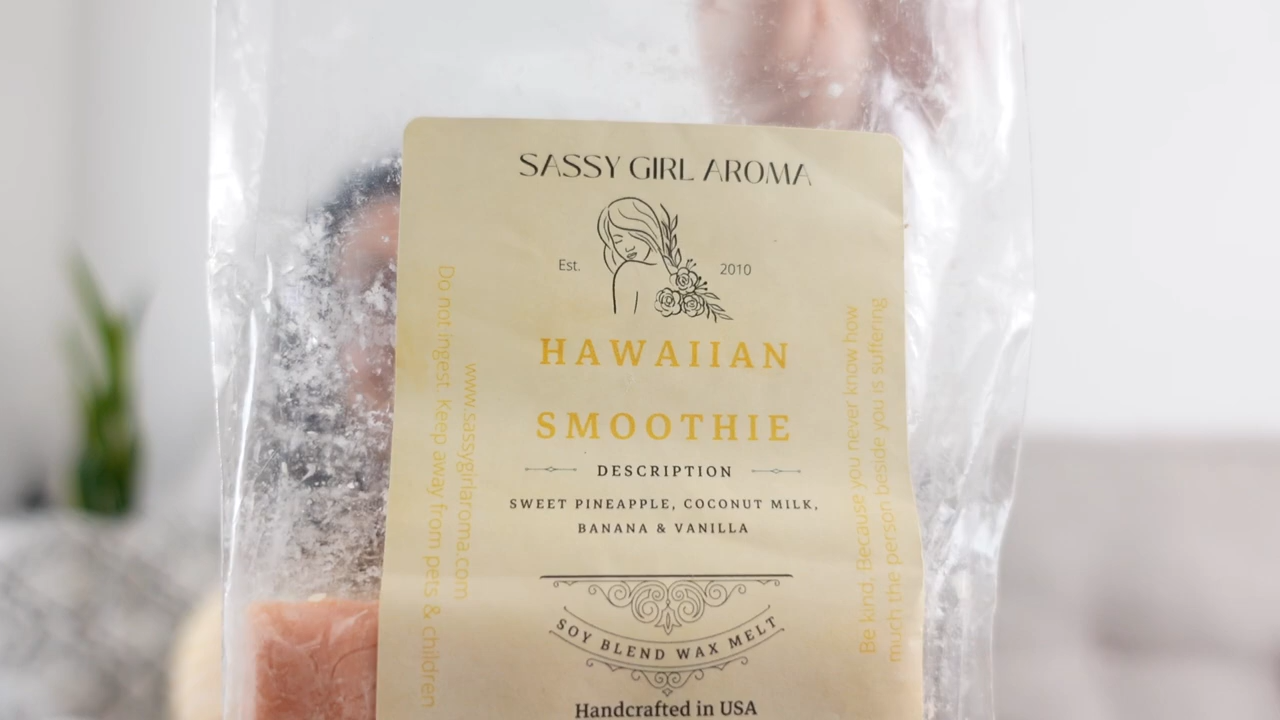 SASSY GIRL AROMA
Est. 2010
HAWAIIAN
SMOOTHIE
DESCRIPTION
SWEET PINEAPPLE, COCONUT MILK,
BANANA & VANILLA
SOY BLEND WAX MELT
Handcrafted in USA
www.sassygirlaroma.com
Do not ingest. Keep away from pets & children
Be kind. Because you never know how
much the person beside you is suffering